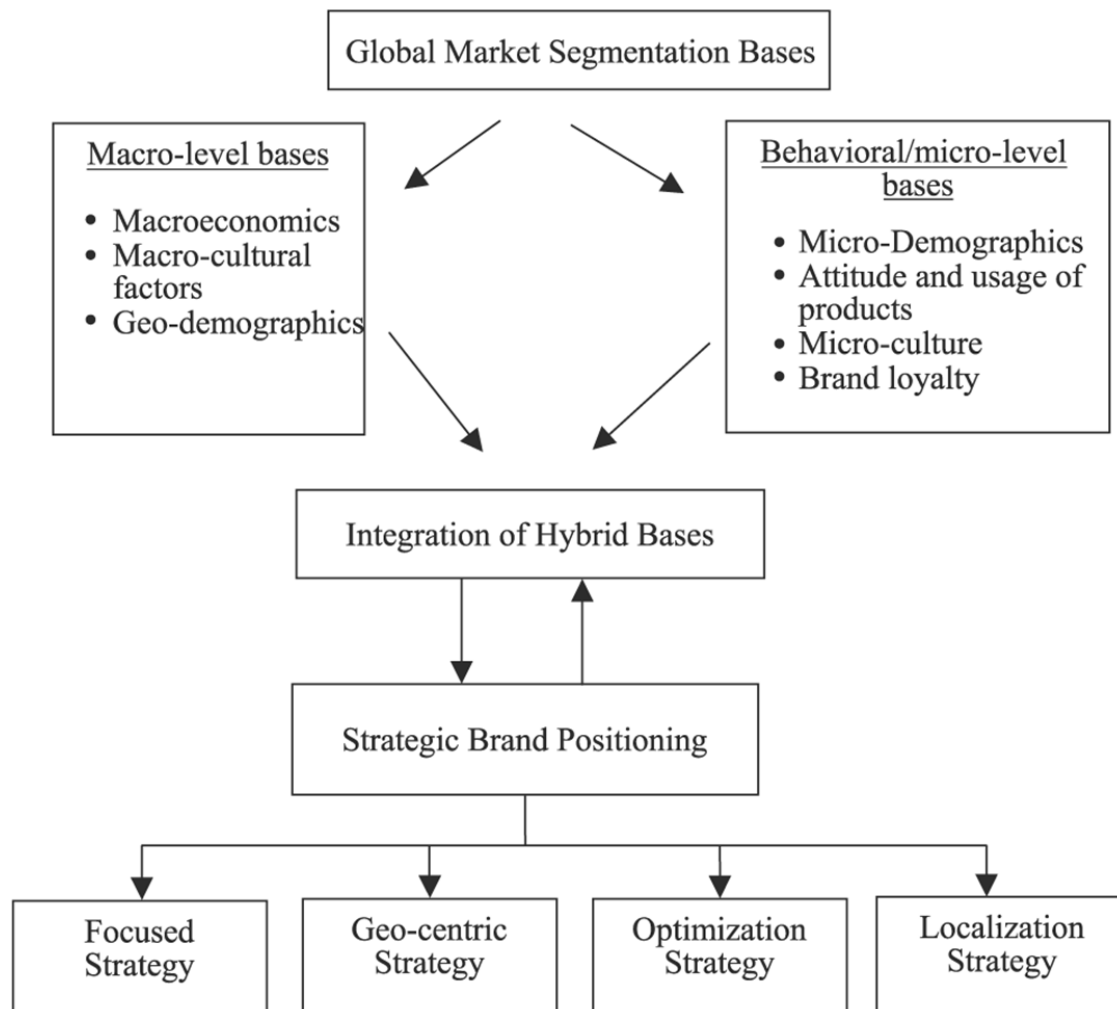 Global Market Segmentation Bases
Macro-level bases
• Macroeconomics
• Macro-cultural
factors
• Geo-demographics
Behavioral/micro-level
bases
• Micro-Demographics
• Attitude and usage of
products
• Micro-culture
• Brand loyalty
Integration of Hybrid Bases
Strategic Brand Positioning
Focused
Strategy
Geo-centric
Strategy
Optimization
Strategy
Localization
Strategy